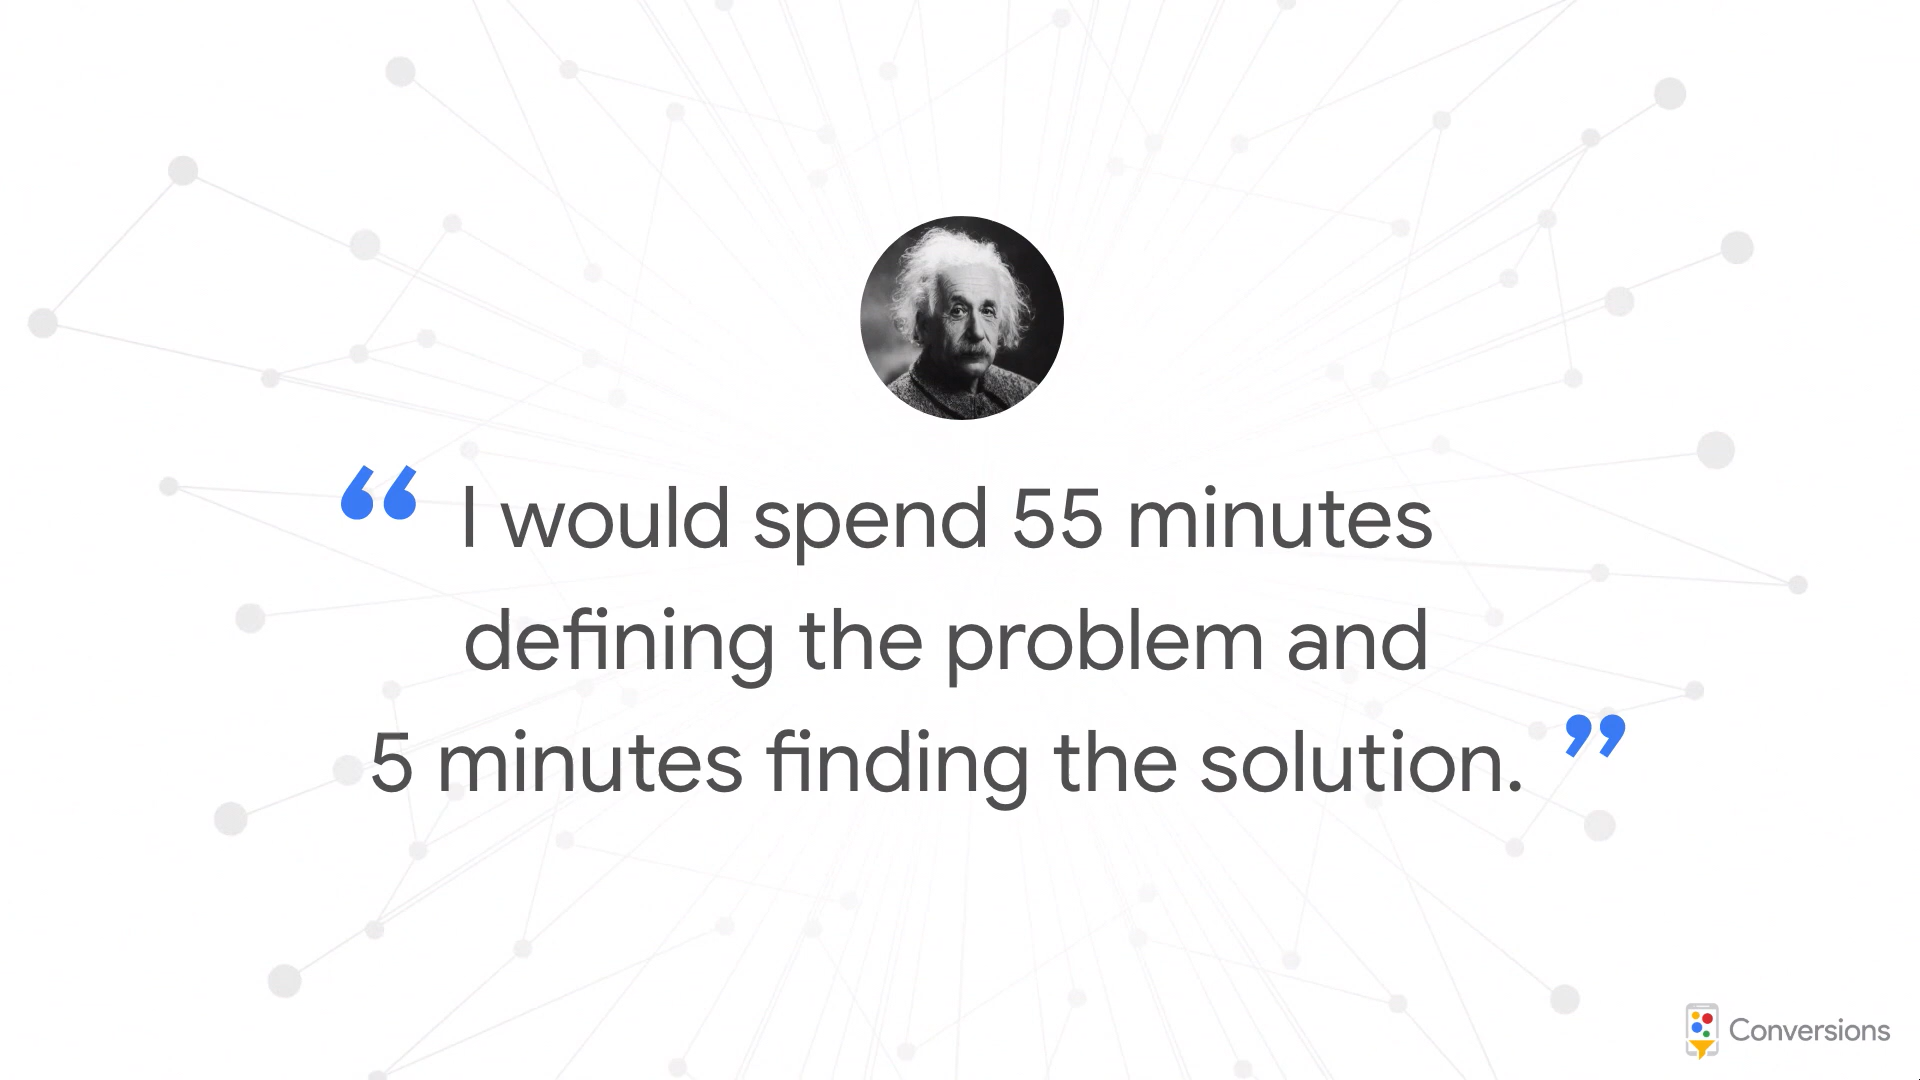 “ I would spend 55 minutes
defining the problem and
5 minutes finding the solution. ”
Conversions